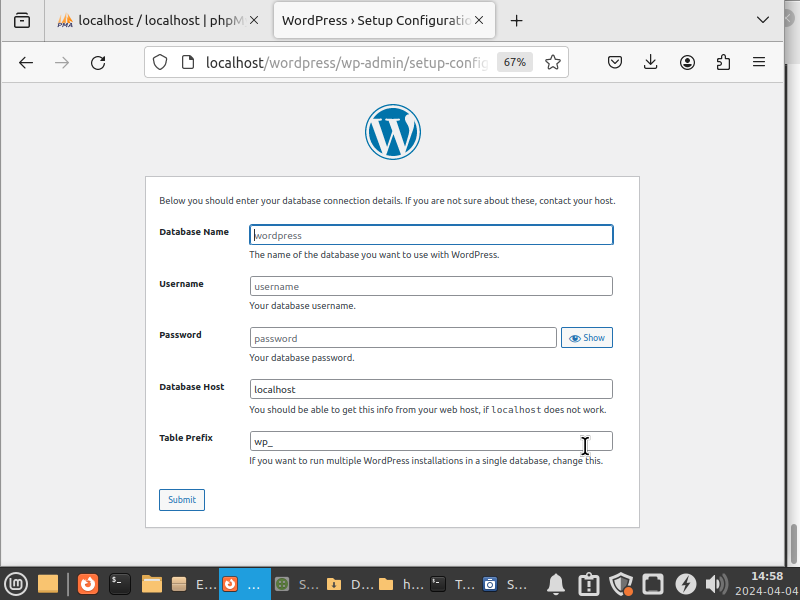 localhost / localhost | phpM
WordPress › Setup Configuratio
localhost/wordpress/wp-admin/setup-config
67%
Below you should enter your database connection details. If you are not sure about these, contact your host.
Database Name
wordpress
The name of the database you want to use with WordPress.
Username
username
Your database username.
Password
password
Show
Your database password.
Database Host
localhost
You should be able to get this info from your web host, if localhost does not work.
Table Prefix
wp_
If you want to run multiple WordPress installations in a single database, change this.
Submit
E...
...
S...
D...
h...
T...
S...
14:58
2024-04-04